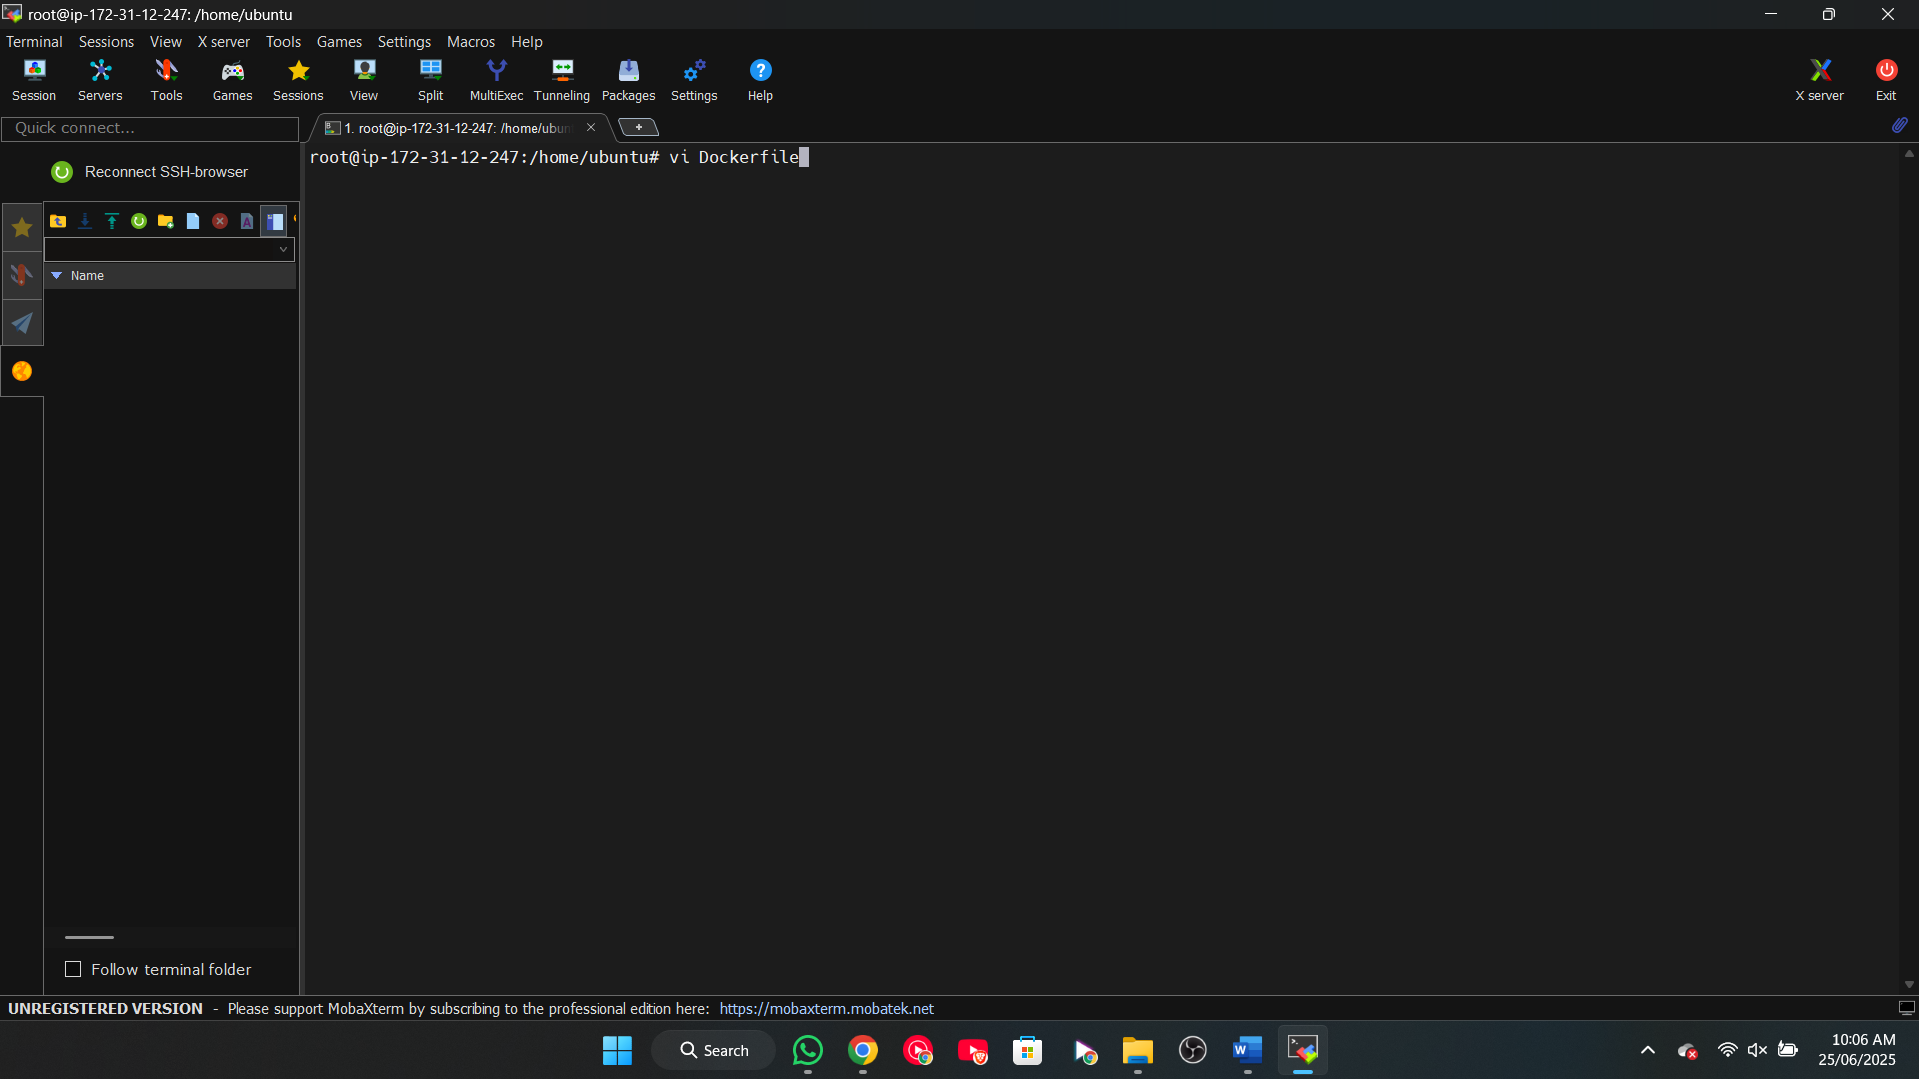 root@ip-172-31-12-247: /home/ubuntu
Terminal Sessions View X server Tools Games Settings Macros Help
Session Servers Tools Games Sessions View Split MultiExec Tunneling Packages Settings Help X server Exit
Quick connect...
1. root@ip-172-31-12-247: /home/ubun
Reconnect SSH-browser
root@ip-172-31-12-247:/home/ubuntu# vi Dockerfile
Name
Follow terminal folder
UNREGISTERED VERSION - Please support MobaXterm by subscribing to the professional edition here: https://mobaxterm.mobatek.net
Search
10:06 AM
25/06/2025